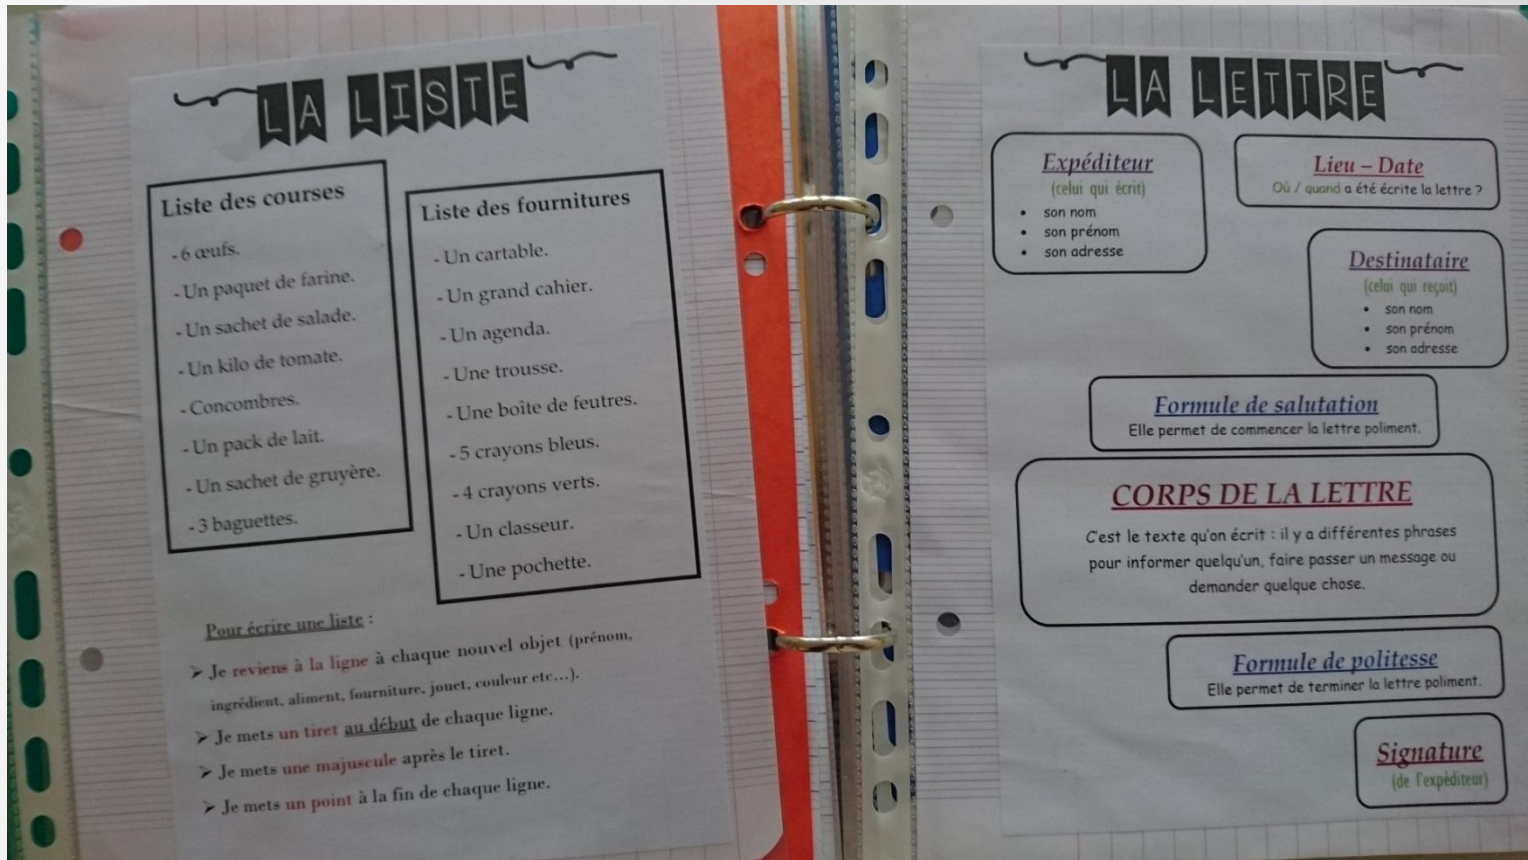 LA LISTE
Liste des courses
- 6 œufs.
- Un paquet de farine.
- Un sachet de salade.
- Un kilo de tomate.
- Concombres.
- Un pack de lait.
- Un sachet de gruyère.
- 3 baguettes.
Liste des fournitures
- Un cartable.
- Un grand cahier.
- Un agenda.
- Une trousse.
- Une boîte de feutres.
- 5 crayons bleus.
- 4 crayons verts.
- Un classeur.
- Une pochette.
Pour écrire une liste :
➢ Je reviens à la ligne à chaque nouvel objet (prénom,
ingrédient, aliment, fourniture, jouet, couleur etc...).
➢ Je mets un tiret au début de chaque ligne.
➢ Je mets une majuscule après le tiret.
➢ Je mets un point à la fin de chaque ligne.
LA LETTRE
Expéditeur
(celui qui écrit)
• son nom
• son prénom
• son adresse
Lieu – Date
Où / quand a été écrite la lettre ?
Destinataire
(celui qui reçoit)
• son nom
• son prénom
• son adresse
Formule de salutation
Elle permet de commencer la lettre poliment.
CORPS DE LA LETTRE
C'est le texte qu'on écrit : il y a différentes phrases
pour informer quelqu'un, faire passer un message ou
demander quelque chose.
Formule de politesse
Elle permet de terminer la lettre poliment.
Signature
(de l'expéditeur)